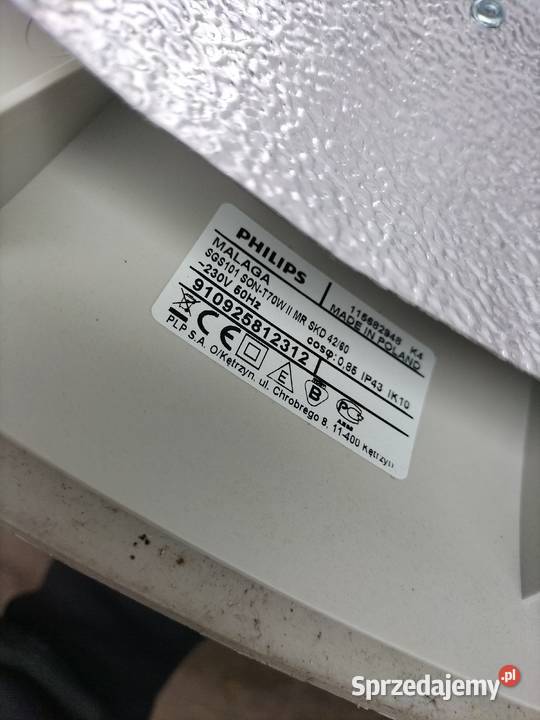 PHILIPS
115682948 K4
MALAGA
MADE IN POLAND
SGS101 SON-T70W II MR SKD 42/60
~230V 50Hz
cosφ: 0,85 IP43 IK10
910925812312
CE
E
B
PLP S.A. O/Kętrzyn. ul. Chrobrego 8. 11-400 Kętrzyn
Sprzedajemy.pl